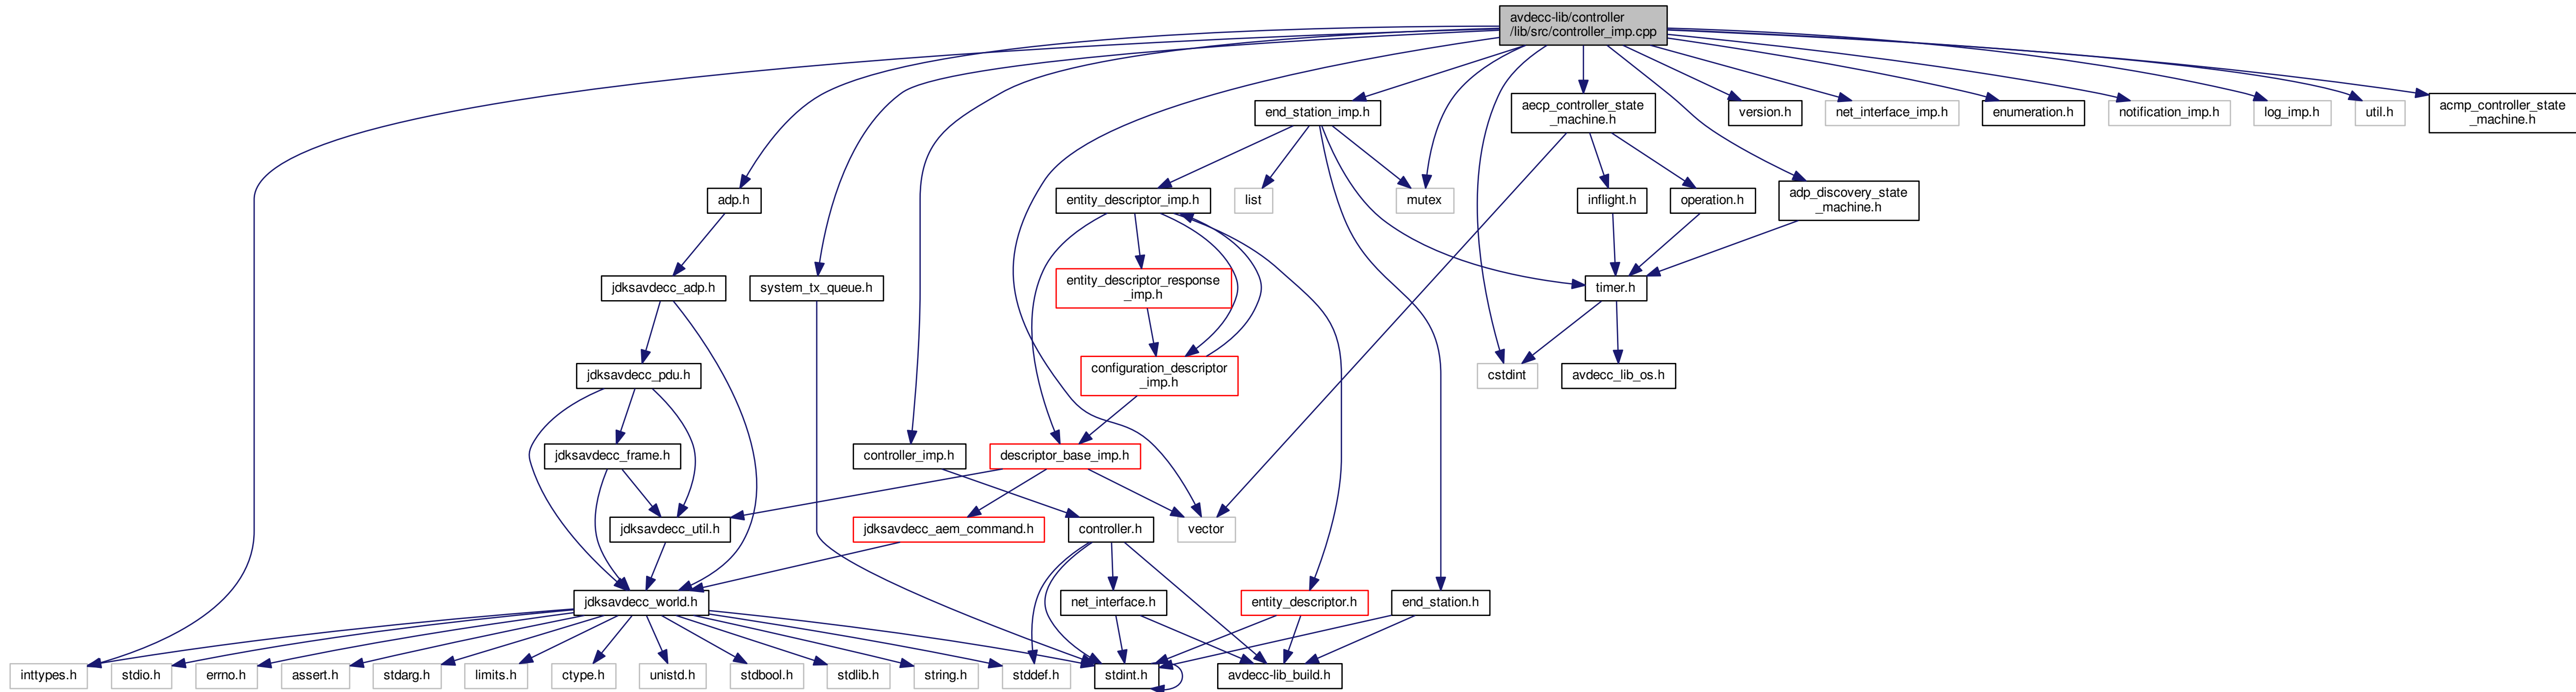 avdecc-lib/controller
/lib/src/controller_imp.cpp
end_station_imp.h
aecp_controller_state
_machine.h
version.h
net_interface_imp.h
enumeration.h
notification_imp.h
log_imp.h
util.h
acmp_controller_state
_machine.h
adp.h
entity_descriptor_imp.h
list
mutex
inflight.h
operation.h
adp_discovery_state
_machine.h
jdksavdecc_adp.h
system_tx_queue.h
entity_descriptor_response
_imp.h
timer.h
jdksavdecc_pdu.h
configuration_descriptor
_imp.h
cstdint
avdecc_lib_os.h
jdksavdecc_frame.h
controller_imp.h
descriptor_base_imp.h
jdksavdecc_util.h
jdksavdecc_aem_command.h
controller.h
vector
jdksavdecc_world.h
net_interface.h
entity_descriptor.h
end_station.h
inttypes.h
stdio.h
errno.h
assert.h
stdarg.h
limits.h
ctype.h
unistd.h
stdbool.h
stdlib.h
string.h
stddef.h
stdint.h
avdecc-lib_build.h